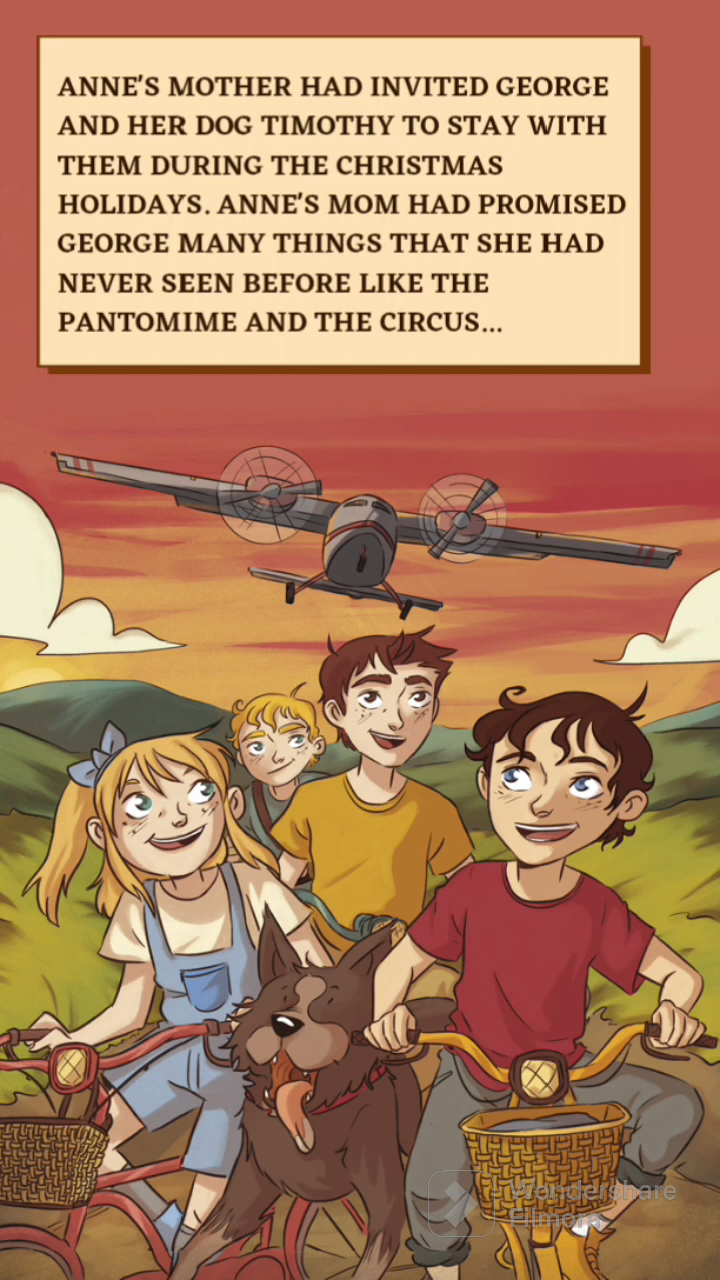 ANNE'S MOTHER HAD INVITED GEORGE
AND HER DOG TIMOTHY TO STAY WITH
THEM DURING THE CHRISTMAS
HOLIDAYS. ANNE'S MOM HAD PROMISED
GEORGE MANY THINGS THAT SHE HAD
NEVER SEEN BEFORE LIKE THE
PANTOMIME AND THE CIRCUS...
Wondershare
Filmora